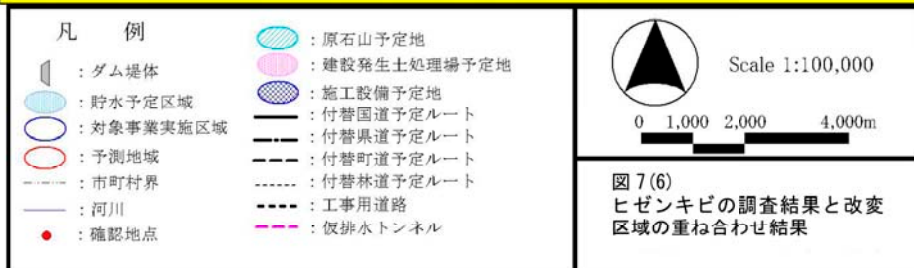 凡 例
: ダム堤体
: 貯水予定区域
: 対象事業実施区域
: 予測地域
: 市町村界
: 河川
: 確認地点
: 原石山予定地
: 建設発生土処理場予定地
: 施工設備予定地
: 付替国道予定ルート
: 付替県道予定ルート
: 付替町道予定ルート
: 付替林道予定ルート
: 工事用道路
: 仮排水トンネル
Scale 1:100,000
0 1,000 2,000 4,000m
図 7(6)
ヒゼンキビの調査結果と改変
区域の重ね合わせ結果